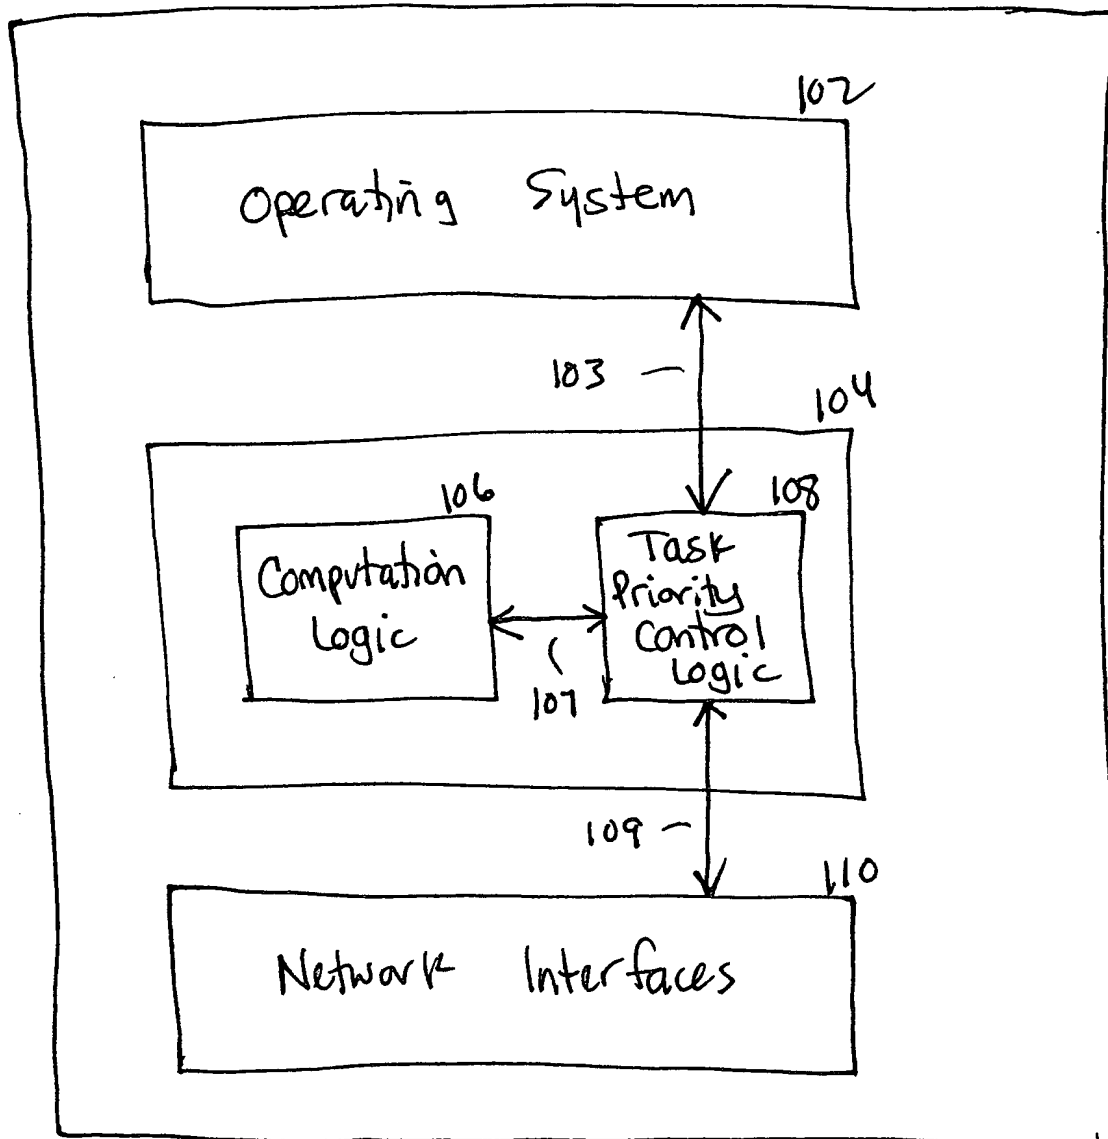 102
Operating System
103
104
106
108
Computation
Logic
Task
Priority
Control
Logic
107
109
110
Network Interfaces